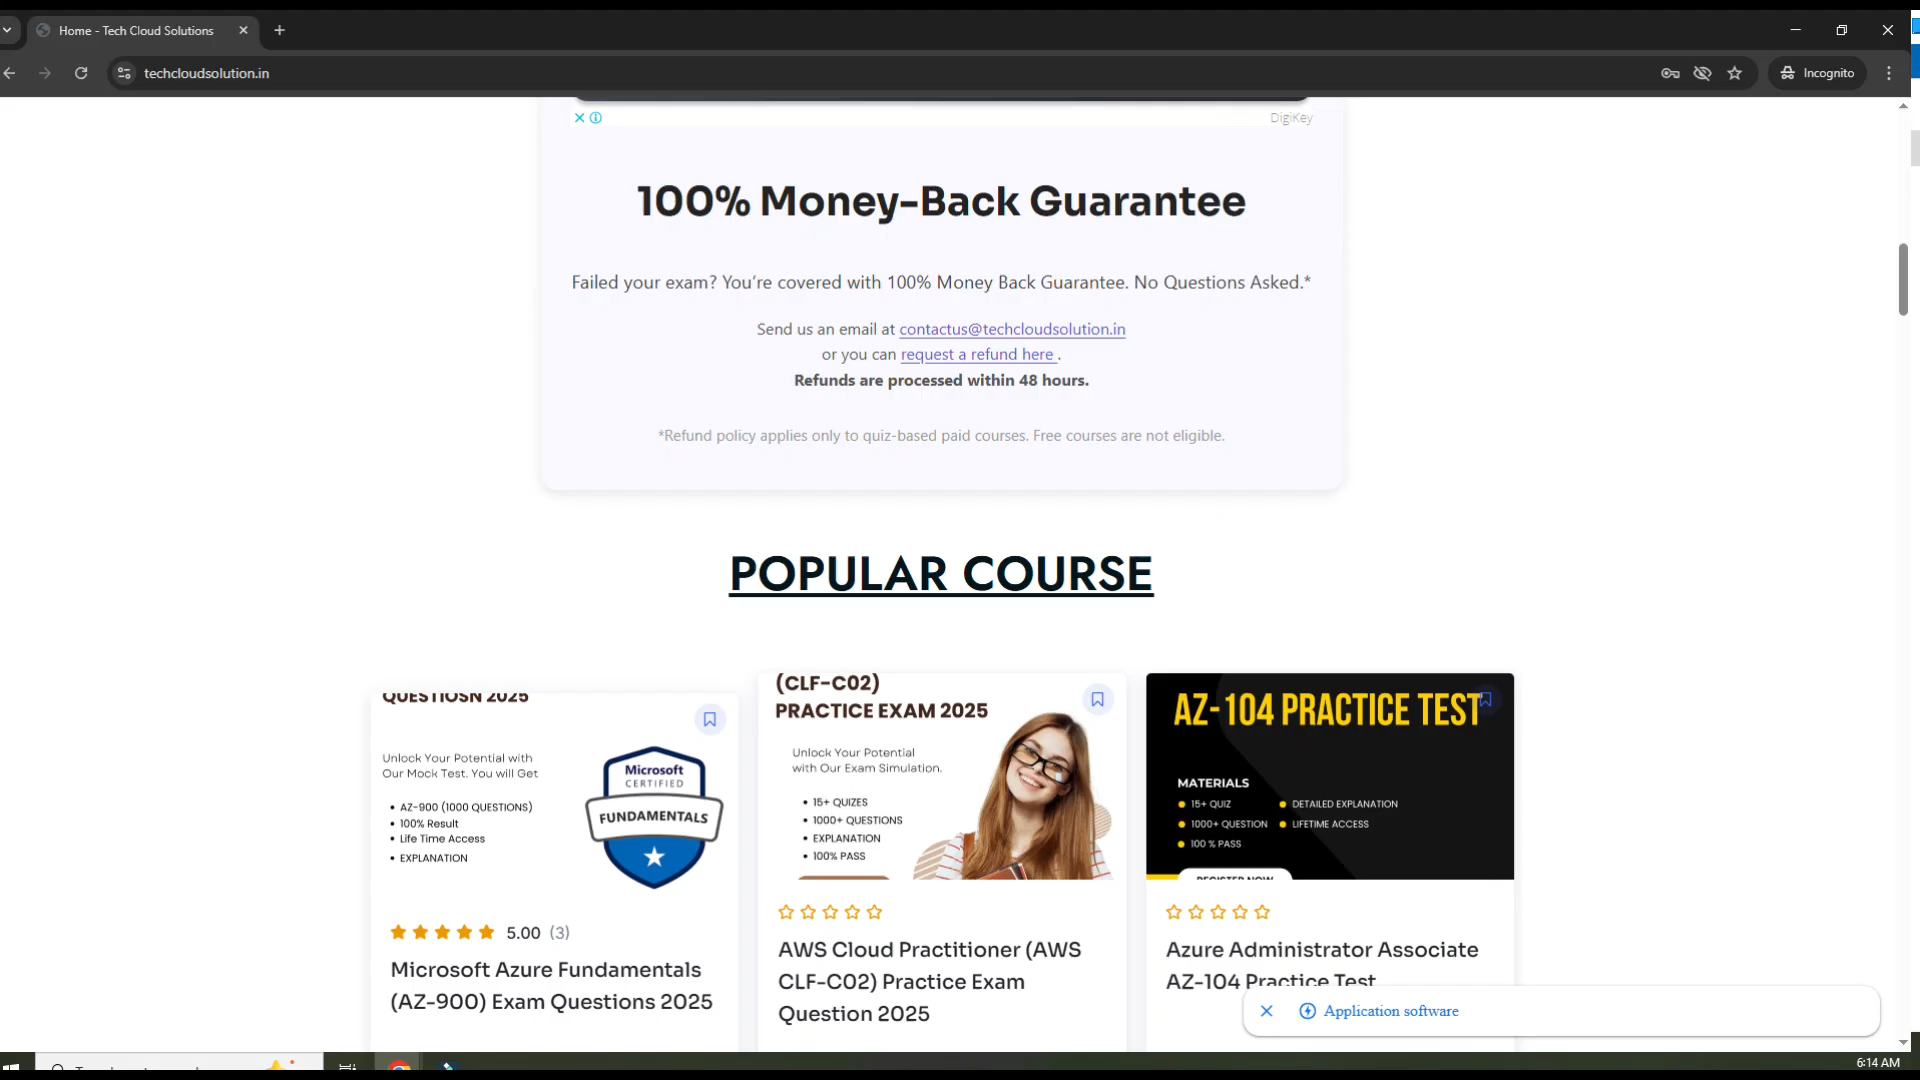 Home - Tech Cloud Solutions
techcloudsolution.in
Incognito
DigiKey
100% Money-Back Guarantee
Failed your exam? You're covered with 100% Money Back Guarantee. No Questions Asked.*
Send us an email at contactus@techcloudsolution.in
or you can request a refund here .
Refunds are processed within 48 hours.
*Refund policy applies only to quiz-based paid courses. Free courses are not eligible.
POPULAR COURSE
QUESTIOSN 2025
Unlock Your Potential with
Our Mock Test. You will Get
• AZ-900 (1000 QUESTIONS)
• 100% Result
• Life Time Access
• EXPLANATION
Microsoft
CERTIFIED
FUNDAMENTALS
5.00 (3)
Microsoft Azure Fundamentals
(AZ-900) Exam Questions 2025
(CLF-C02)
PRACTICE EXAM 2025
Unlock Your Potential
with Our Exam Simulation.
• 15+ QUIZES
• 1000+ QUESTIONS
• EXPLANATION
• 100% PASS
AWS Cloud Practitioner (AWS
CLF-C02) Practice Exam
Question 2025
AZ-104 PRACTICE TEST
MATERIALS
15+ QUIZ
1000+ QUESTION
100 % PASS
DETAILED EXPLANATION
LIFETIME ACCESS
REGISTER NOW
Azure Administrator Associate
AZ-104 Practice Test
Application software
6:14 AM